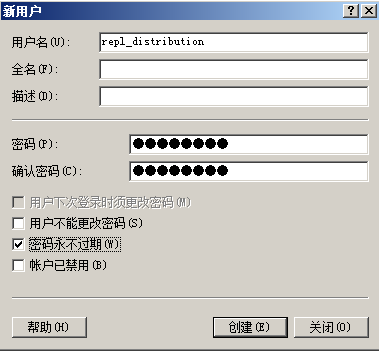 新用户
用户名(U): repl_distribution
全名(F):
描述(D):
密码(P): ●●●●●●●●
确认密码(C): ●●●●●●●●
用户下次登录时须更改密码(M)
用户不能更改密码(S)
密码永不过期(W)
帐户已禁用(B)
帮助(H) 创建(E) 关闭(O)